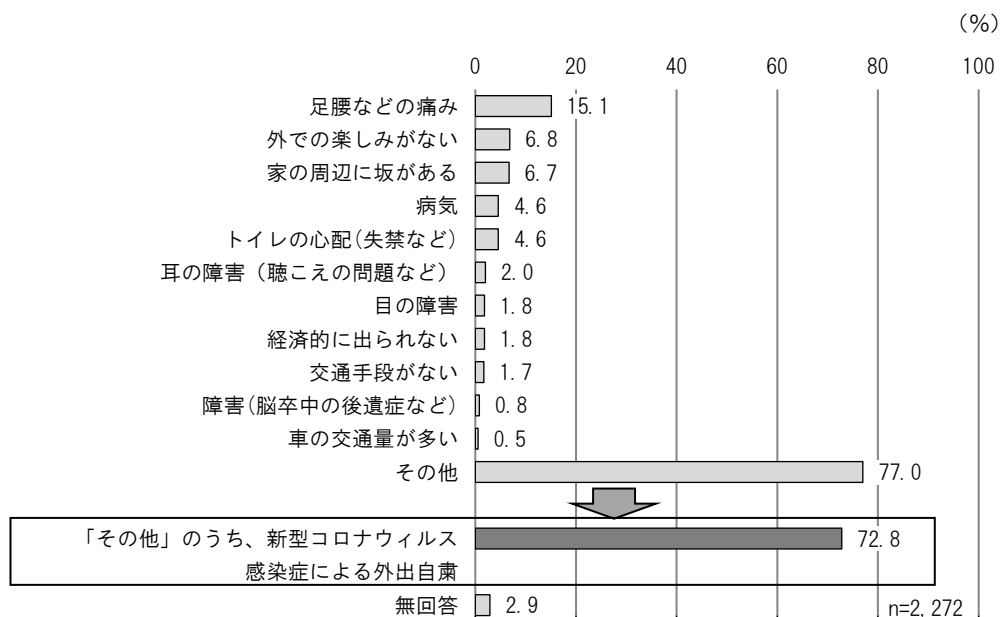 (%)
0 20 40 60 80 100
足腰などの痛み 15.1
外での楽しみがない 6.8
家の周辺に坂がある 6.7
病気 4.6
トイレの心配(失禁など) 4.6
耳の障害（聴こえの問題など） 2.0
目の障害 1.8
経済的に出られない 1.8
交通手段がない 1.7
障害(脳卒中の後遺症など) 0.8
車の交通量が多い 0.5
その他 77.0
「その他」のうち、新型コロナウィルス 72.8
感染症による外出自粛
無回答 2.9
n=2,272